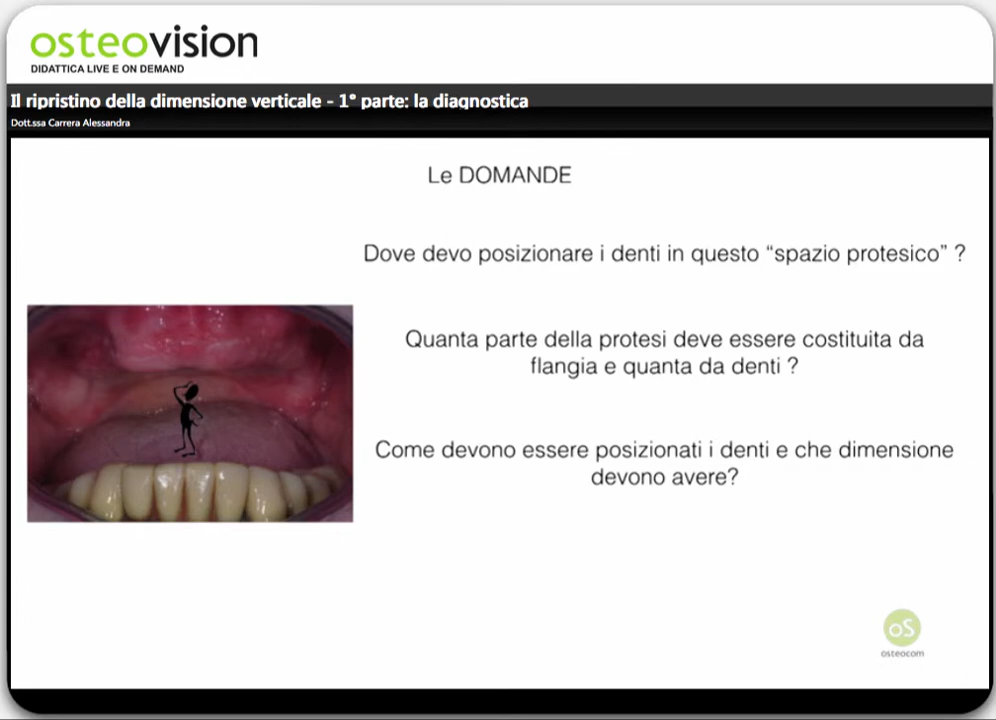 osteovision
DIDATTICA LIVE E ON DEMAND
Il ripristino della dimensione verticale - 1° parte: la diagnostica
Dott.ssa Carrera Alessandra
Le DOMANDE
Dove devo posizionare i denti in questo “spazio protesico” ?
Quanta parte della protesi deve essere costituita da
flangia e quanta da denti ?
Come devono essere posizionati i denti e che dimensione
devono avere?
oS
osteocom